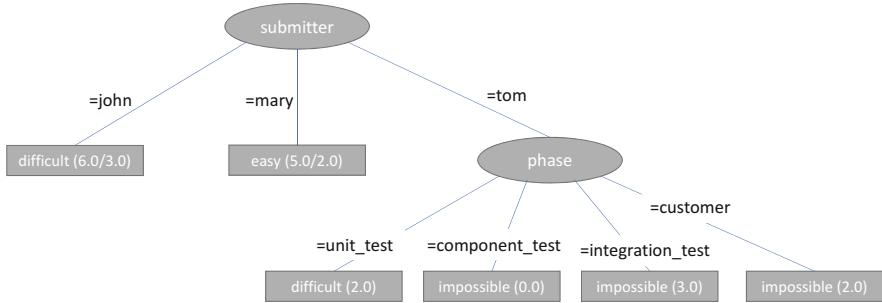 submitter
=john
=mary
=tom
difficult (6.0/3.0)
easy (5.0/2.0)
phase
=customer
=unit_test
=component_test
=integration_test
difficult (2.0)
impossible (0.0)
impossible (3.0)
impossible (2.0)